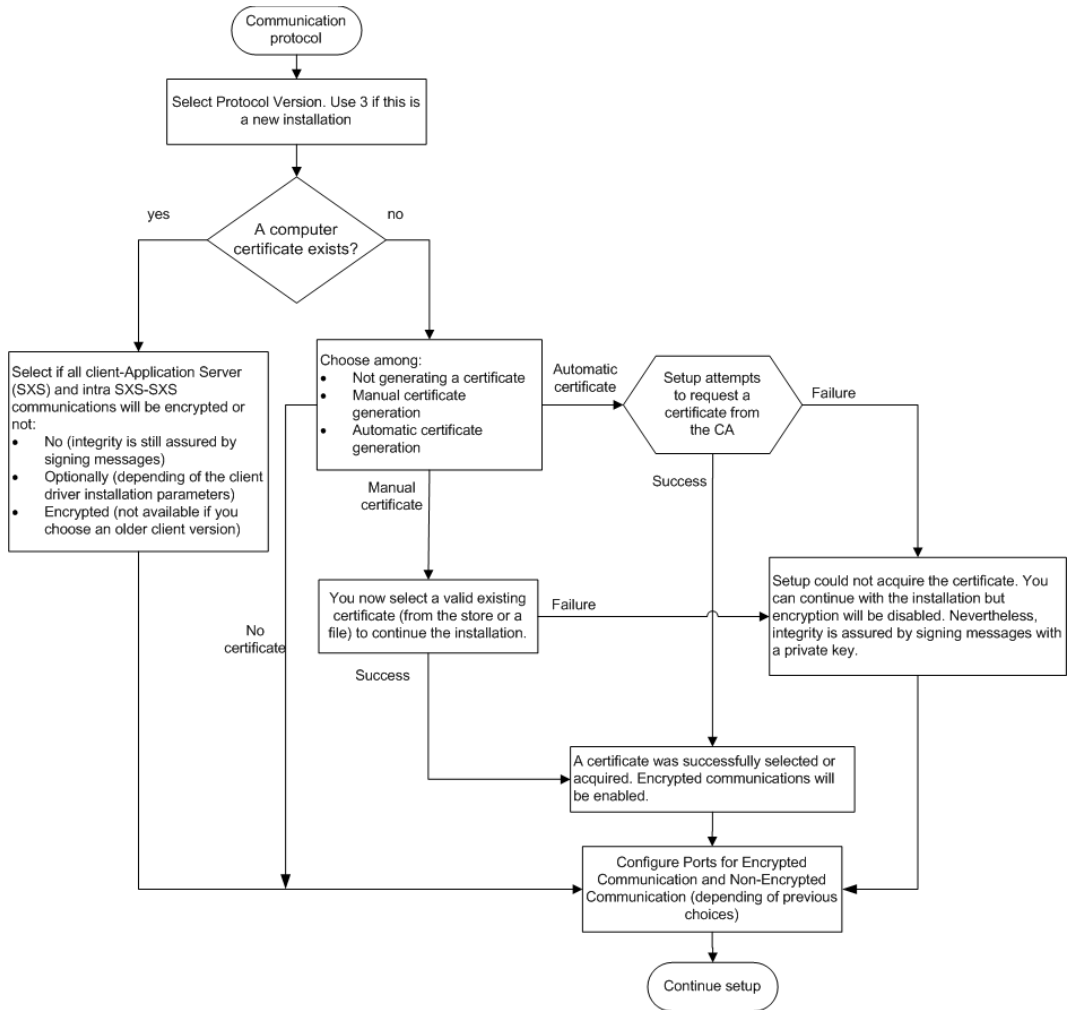 Communication
protocol
Select Protocol Version. Use 3 if this is
a new installation
yes
no
A computer
certificate exists?
Select if all client-Application Server
(SXS) and intra SXS-SXS
communications will be encrypted or
not:
• No (integrity is still assured by
signing messages)
• Optionally (depending of the client
driver installation parameters)
• Encrypted (not available if you
choose an older client version)
Choose among:
• Not generating a certificate
• Manual certificate
generation
• Automatic certificate
generation
Automatic
certificate
Setup attempts
to request a
certificate from
the CA
Failure
Success
Manual
certificate
You now select a valid existing
certificate (from the store or a
file) to continue the installation.
Failure
Setup could not acquire the certificate. You
can continue with the installation but
encryption will be disabled. Nevertheless,
integrity is assured by signing messages with
a private key.
No
certificate
Success
A certificate was successfully selected or
acquired. Encrypted communications will
be enabled.
Configure Ports for Encrypted
Communication and Non-Encrypted
Communication (depending of previous
choices)
Continue setup